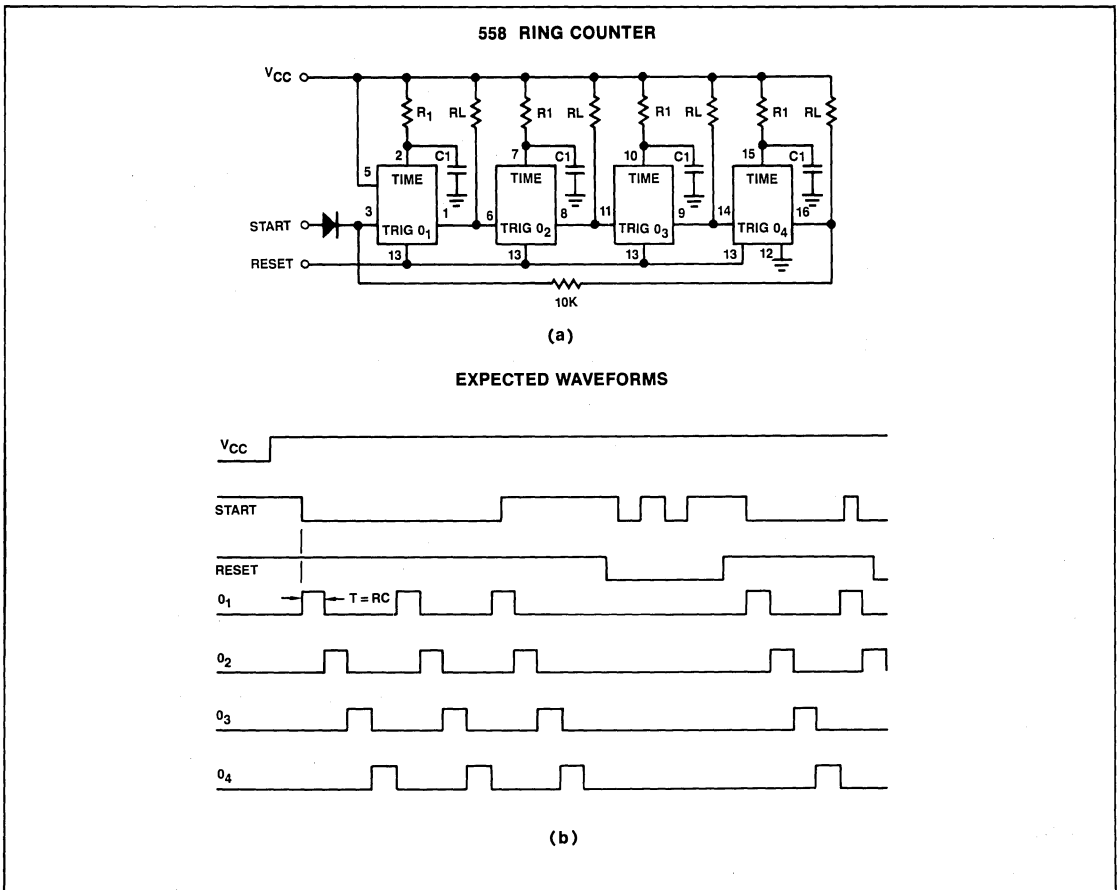 558 RING COUNTER
VCC
R1 RL R1 RL R1 RL R1 RL
2 C1 7 C1 10 C1 15 C1
5 TIME TIME TIME TIME
START 3 TRIG 01 1 6 TRIG 02 8 11 TRIG 03 9 14 TRIG 04 16
RESET 13 13 13 13 12
10K
(a)
EXPECTED WAVEFORMS
VCC
START
RESET
01 T = RC
02
03
04
(b)